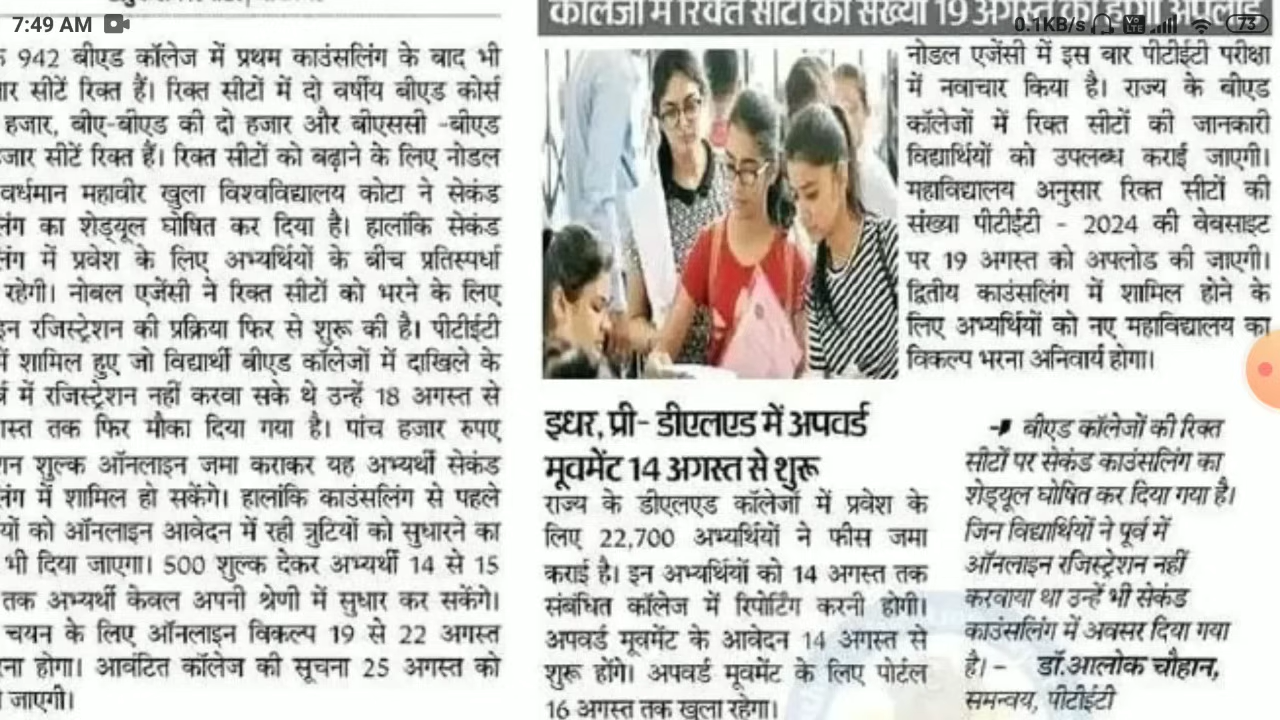 7:49 AM
0.1KB/s
Vo LTE
73
कॉलेजों में रिक्त सीटों की संख्या 19 अगस्त को होगी अपलोड
942 बीएड कॉलेज में प्रथम काउंसलिंग के बाद भी
सीटें रिक्त हैं। रिक्त सीटों में दो वर्षीय बीएड कोर्स
हजार, बीए-बीएड की दो हजार और बीएससी -बीएड
सीटें रिक्त हैं। रिक्त सीटों को बढ़ाने के लिए नोडल
वर्धमान महावीर खुला विश्वविद्यालय कोटा ने सेकंड
का शेड्यूल घोषित कर दिया है। हालांकि सेकंड
में प्रवेश के लिए अभ्यर्थियों के बीच प्रतिस्पर्धा
रहेगी। नोबल एजेंसी ने रिक्त सीटों को भरने के लिए
रजिस्ट्रेशन की प्रक्रिया फिर से शुरू की है। पीटीईटी
शामिल हुए जो विद्यार्थी बीएड कॉलेजों में दाखिले के
में रजिस्ट्रेशन नहीं करवा सके थे उन्हें 18 अगस्त से
तक फिर मौका दिया गया है। पांच हजार रुपए
शुल्क ऑनलाइन जमा कराकर यह अभ्यर्थी सेकंड
में शामिल हो सकेंगे। हालांकि काउंसलिंग से पहले
को ऑनलाइन आवेदन में रही त्रुटियों को सुधारने का
भी दिया जाएगा। 500 शुल्क देकर अभ्यर्थी 14 से 15
तक अभ्यर्थी केवल अपनी श्रेणी में सुधार कर सकेंगे।
चयन के लिए ऑनलाइन विकल्प 19 से 22 अगस्त
होगा। आवंटित कॉलेज की सूचना 25 अगस्त को
जाएगी।
नोडल एजेंसी में इस बार पीटीईटी परीक्षा
में नवाचार किया है। राज्य के बीएड
कॉलेजों में रिक्त सीटों की जानकारी
विद्यार्थियों को उपलब्ध कराई जाएगी।
महाविद्यालय अनुसार रिक्त सीटों की
संख्या पीटीईटी - 2024 की वेबसाइट
पर 19 अगस्त को अपलोड की जाएगी।
द्वितीय काउंसलिंग में शामिल होने के
लिए अभ्यर्थियों को नए महाविद्यालय का
विकल्प भरना अनिवार्य होगा।
इधर, प्री- डीएलएड में अपवर्ड
मूवमेंट 14 अगस्त से शुरू
राज्य के डीएलएड कॉलेजों में प्रवेश के
लिए 22,700 अभ्यर्थियों ने फीस जमा
कराई है। इन अभ्यर्थियों को 14 अगस्त तक
संबंधित कॉलेज में रिपोर्टिंग करनी होगी।
अपवर्ड मूवमेंट के आवेदन 14 अगस्त से
शुरू होंगे। अपवर्ड मूवमेंट के लिए पोर्टल
16 अगस्त तक खुला रहेगा।
बीएड कॉलेजों की रिक्त
सीटों पर सेकंड काउंसलिंग का
शेड्यूल घोषित कर दिया गया है।
जिन विद्यार्थियों ने पूर्व में
ऑनलाइन रजिस्ट्रेशन नहीं
करवाया था उन्हें भी सेकंड
काउंसलिंग में अवसर दिया गया
है। - डॉ.आलोक चौहान,
समन्वय, पीटीईटी